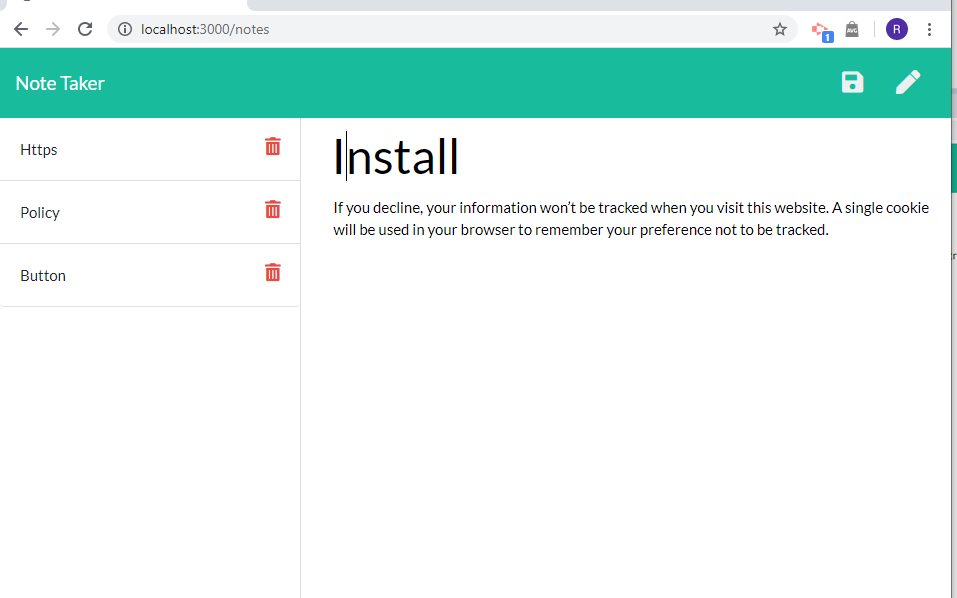 localhost:3000/notes
1
AVG
R
Note Taker
Https
Install
If you decline, your information won't be tracked when you visit this website. A single cookie
will be used in your browser to remember your preference not to be tracked.
Policy
Button